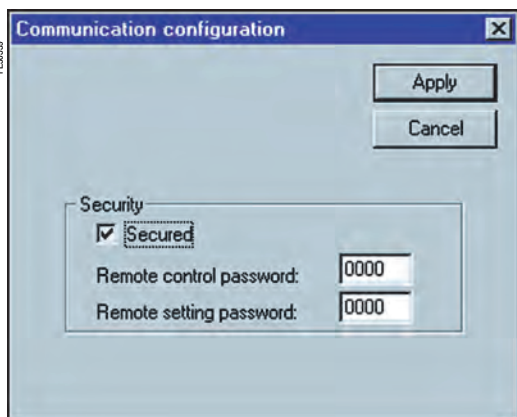 Communication configuration
Apply
Cancel
Security
Secured
Remote control password: 0000
Remote setting password: 0000